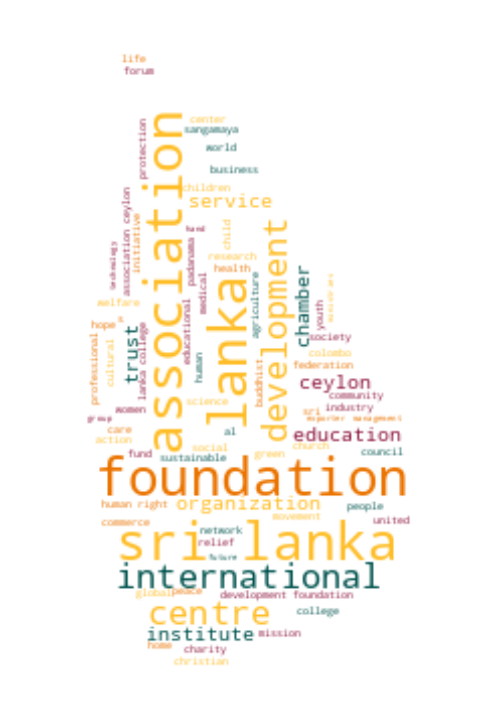 life
forum
center
sangamaya
protection
association
world
business
children
service
association ceylon
initiative
hand
child
padanama
development
technology
research
health
medical
lanka
agriculture
chamber
welfare
educational
youth
hope
trust
society
professional
lanka college
colombo
cultural
human
buddhist
federation
ceylon
community
science
women
sri
industry
group
exporter
management
care
al
education
action
social
church
fund
sustainable
green
council
foundation
human right
organization
people
movement
commerce
united
network
sri lanka
relief
future
international
global
peace
development foundation
centre
college
institute
mission
home
charity
christian